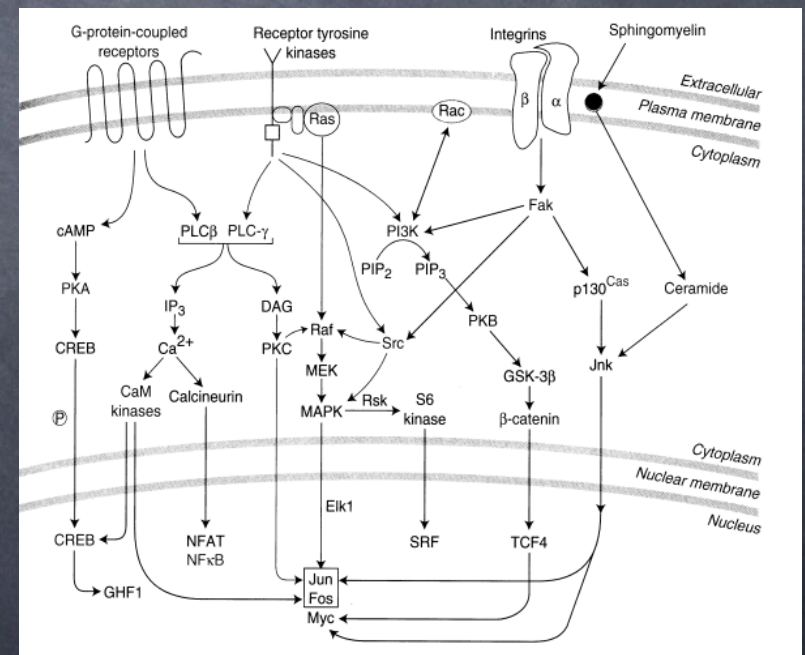 G-protein-coupled
receptors
Receptor tyrosine
kinases
Integrins
Sphingomyelin
Extracellular
Plasma membrane
Cytoplasm
β
α
Ras
Rac
Fak
cAMP
PLCβ
PLC-γ
PI3K
PIP2
PIP3
p130Cas
Ceramide
PKA
IP3
DAG
PKB
CREB
Ca2+
PKC
Raf
Src
Jnk
MEK
GSK-3β
CaM
kinases
Calcineurin
MAPK
Rsk
S6
kinase
β-catenin
P
Cytoplasm
Nuclear membrane
Nucleus
Elk1
CREB
NFAT
NFκB
SRF
TCF4
GHF1
Jun
Fos
Myc